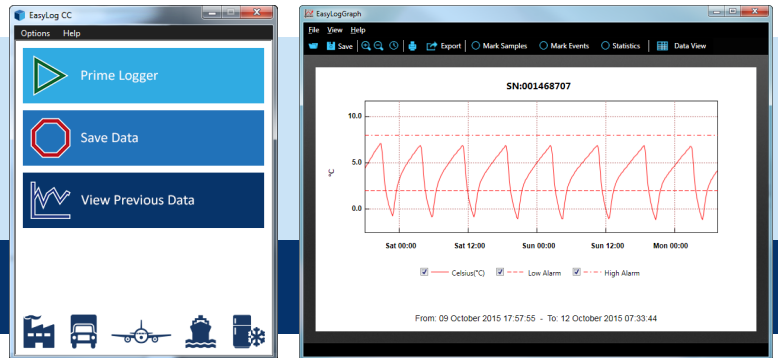 EasyLog CC
Options Help
Prime Logger
Save Data
View Previous Data
EasyLogGraph
File View Help
Save Export Mark Samples Mark Events Statistics Data View
SN:001468707
10.0
5.0
0.0
°C
Sat 00:00 Sat 12:00 Sun 00:00 Sun 12:00 Mon 00:00
Celsius(°C) Low Alarm High Alarm
From: 09 October 2015 17:57:55 - To: 12 October 2015 07:33:44